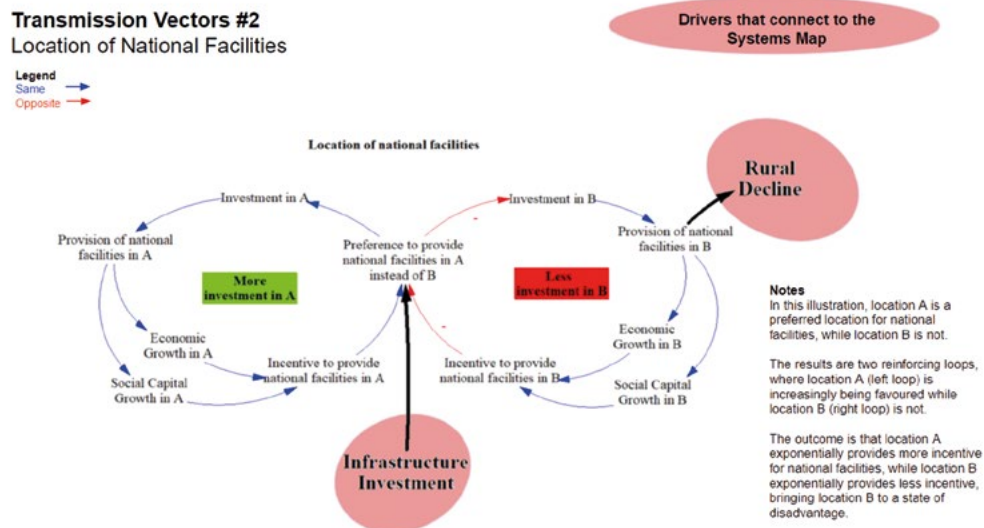 Transmission Vectors #2
Location of National Facilities
Legend
Same
Opposite
Drivers that connect to the
Systems Map
Location of national facilities
Investment in A
Provision of national
facilities in A
Economic
Growth in A
Social Capital
Growth in A
Incentive to provide
national facilities in A
More
investment in A
Preference to provide
national facilities in A
instead of B
-
Investment in B
Provision of national
facilities in B
Less
investment in B
Economic
Growth in B
Social Capital
Growth in B
Incentive to provide
national facilities in B
-
Rural
Decline
Infrastructure
Investment
Notes
In this illustration, location A is a
preferred location for national
facilities, while location B is not.
The results are two reinforcing loops,
where location A (left loop) is
increasingly being favoured while
location B (right loop) is not.
The outcome is that location A
exponentially provides more incentive
for national facilities, while location B
exponentially provides less incentive,
bringing location B to a state of
disadvantage.